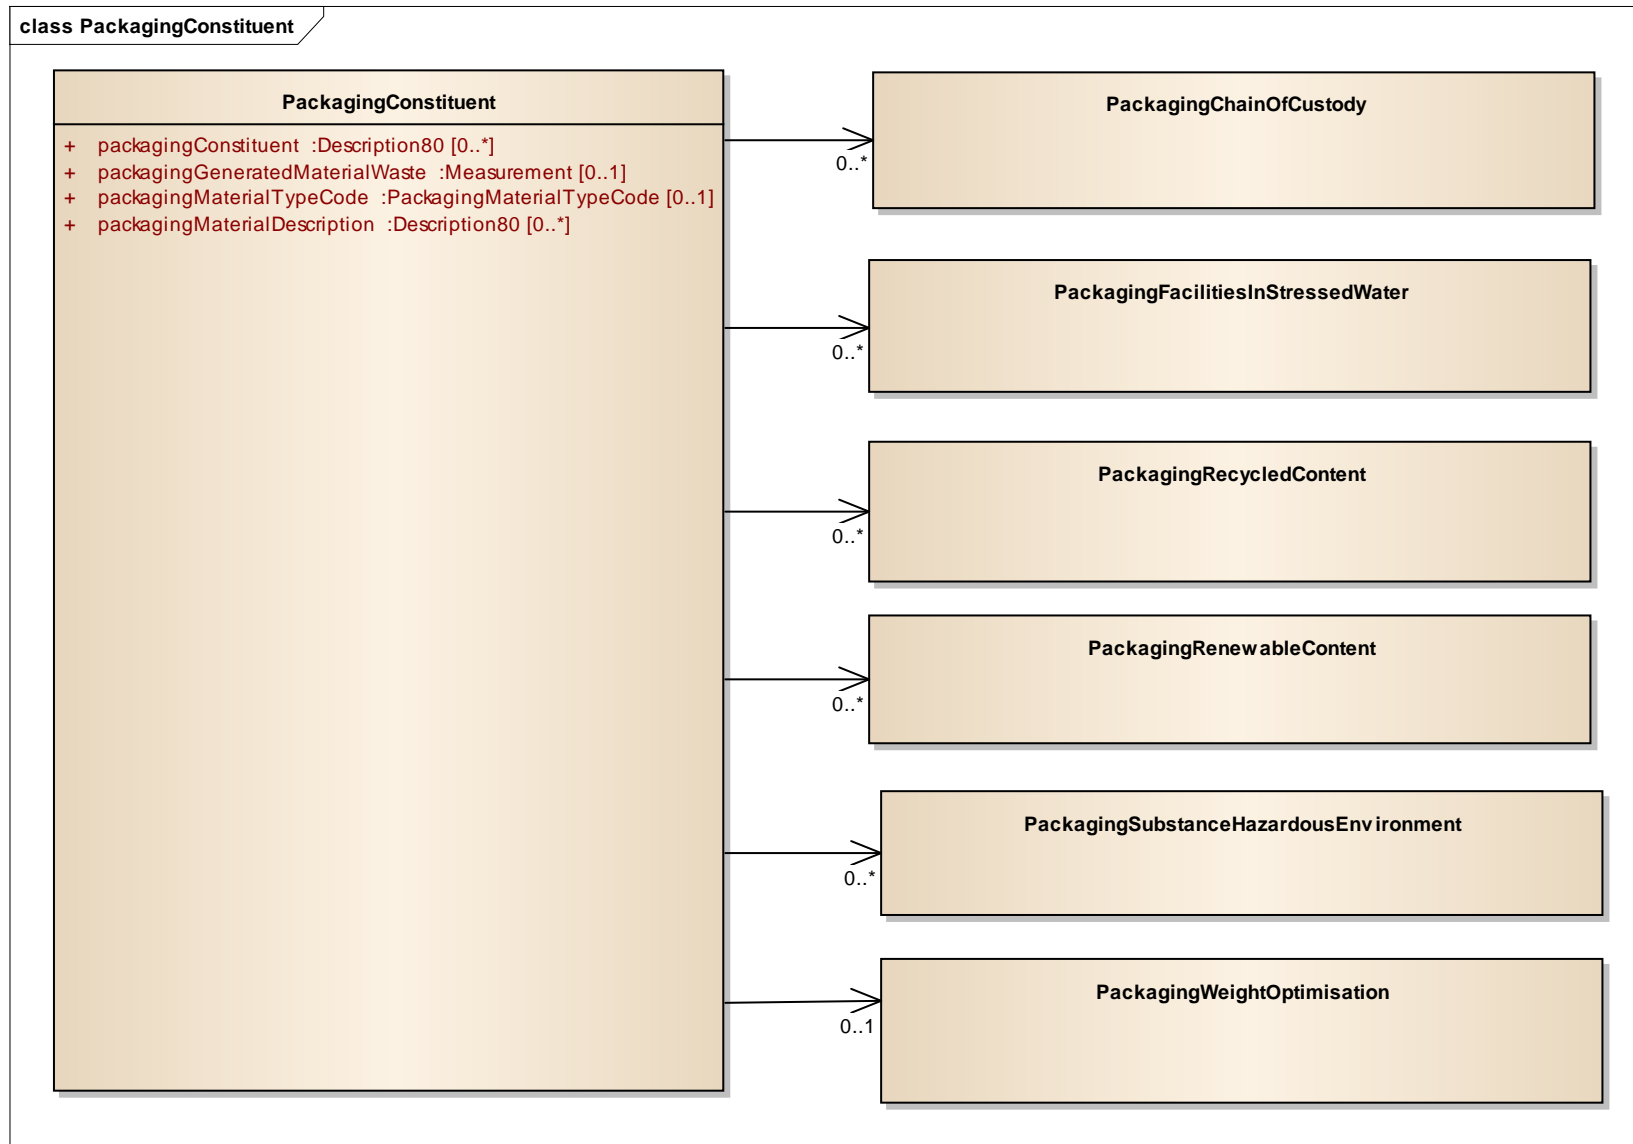 class PackagingConstituent
PackagingConstituent
+ packagingConstituent :Description80 [0..*]
+ packagingGeneratedMaterialWaste :Measurement [0..1]
+ packagingMaterialTypeCode :PackagingMaterialTypeCode [0..1]
+ packagingMaterialDescription :Description80 [0..*]
PackagingChainOfCustody
0..*
PackagingFacilitiesInStressedWater
0..*
PackagingRecycledContent
0..*
PackagingRenewableContent
0..*
PackagingSubstanceHazardousEnvironment
0..*
PackagingWeightOptimisation
0..1